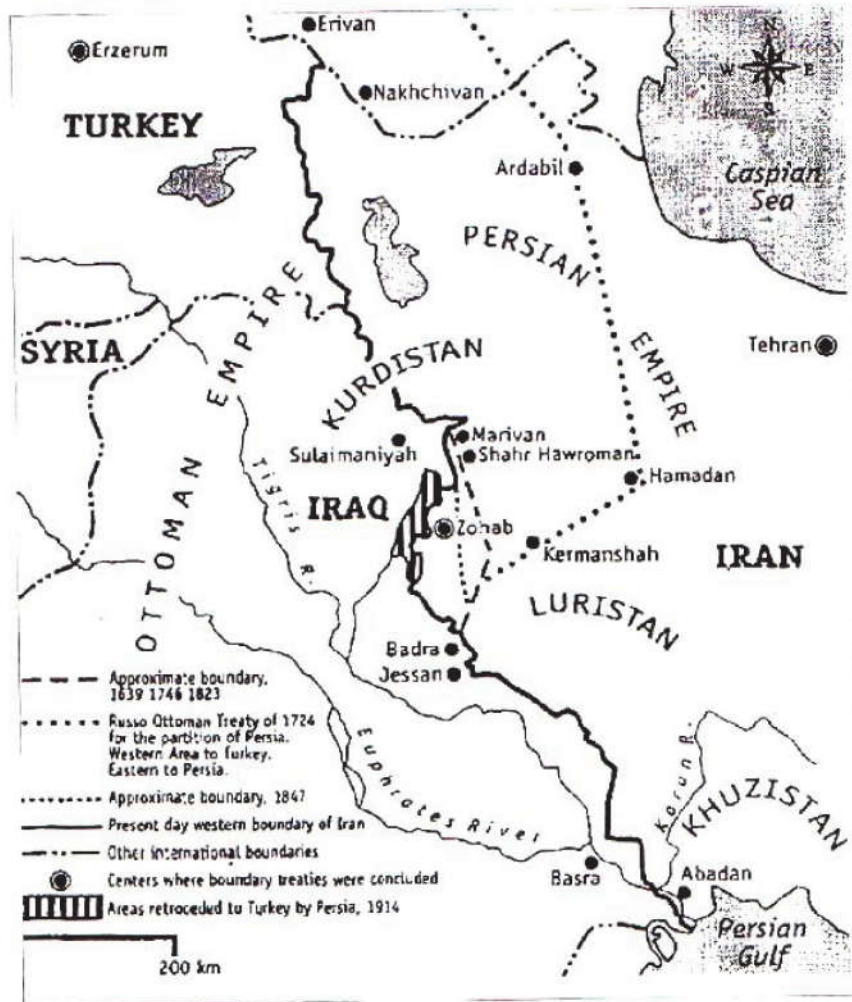 Erivan
Erzerum
N
W E
S
Nakhchivan
TURKEY
Ardabil
Caspian
Sea
PERSIAN
EMPIRE
OTTOMAN EMPIRE
SYRIA
KURDISTAN
Tehran
Marivan
Sulaimaniyah
Shahr Hawroman
Hamadan
Tigris R.
IRAQ
Zohab
Kermanshah
IRAN
LURISTAN
Badra
Jessan
Approximate boundary,
1639 1746 1823
Russo Ottoman Treaty of 1724
for the partition of Persia.
Western Area to Turkey.
Eastern to Persia.
Approximate boundary, 1847
Present day western boundary of Iran
Other international boundaries
Centers where boundary treaties were concluded
Areas retroceded to Turkey by Persia, 1914
200 km
Euphrates River
Karun R.
KHUZISTAN
Basra
Abadan
Persian
Gulf